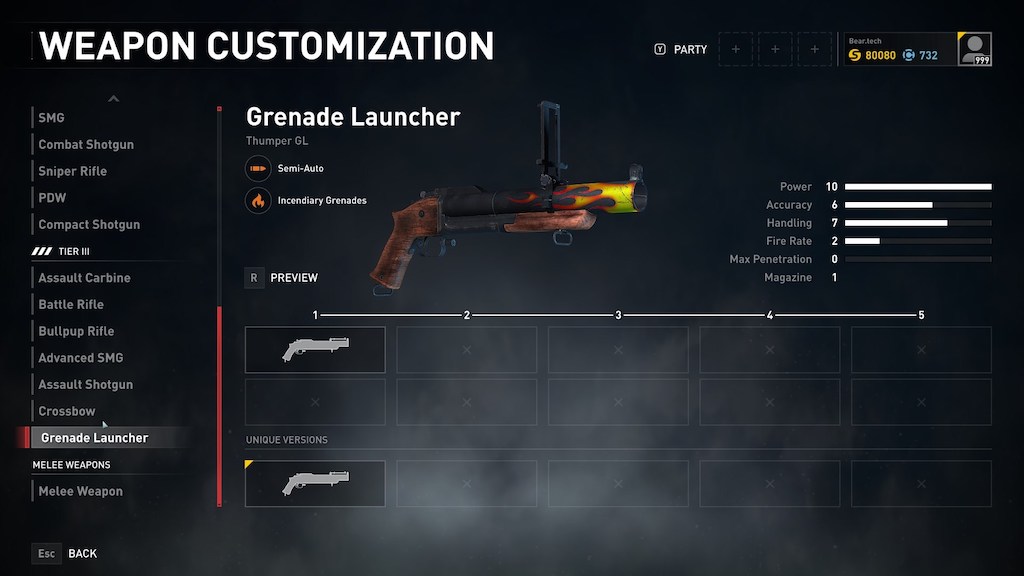 WEAPON CUSTOMIZATION
Y PARTY
+ + +
Bear.tech
80080 732
999
SMG
Combat Shotgun
Sniper Rifle
PDW
Compact Shotgun
TIER III
Assault Carbine
Battle Rifle
Bullpup Rifle
Advanced SMG
Assault Shotgun
Crossbow
Grenade Launcher
MELEE WEAPONS
Melee Weapon
Grenade Launcher
Thumper GL
Semi-Auto
Incendiary Grenades
R PREVIEW
Power 10
Accuracy 6
Handling 7
Fire Rate 2
Max Penetration 0
Magazine 1
1 2 3 4 5
UNIQUE VERSIONS
Esc BACK